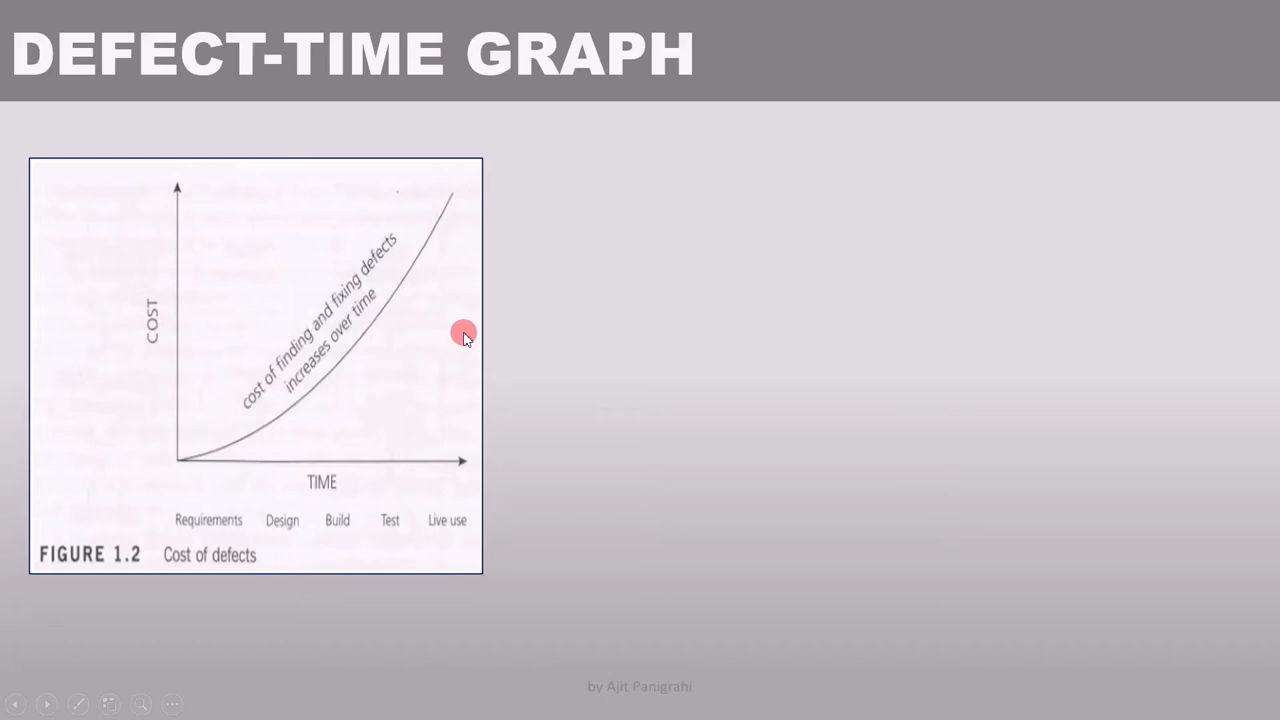 DEFECT-TIME GRAPH
COST
cost of finding and fixing defects
increases over time
TIME
Requirements Design Build Test Live use
FIGURE 1.2 Cost of defects
by Ajit Panigrahi